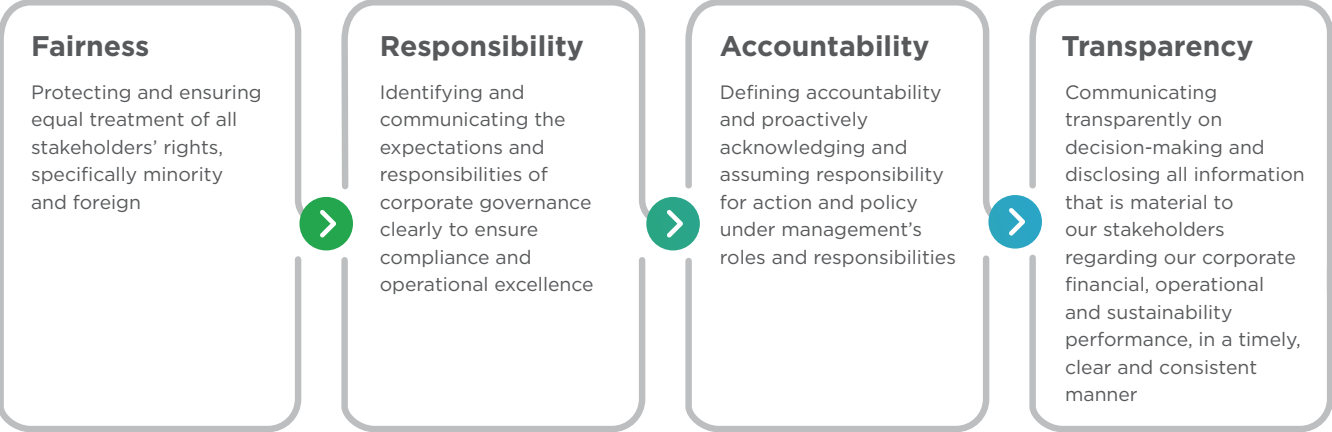 Fairness
Protecting and ensuring
equal treatment of all
stakeholders’ rights,
specifically minority
and foreign
Responsibility
Identifying and
communicating the
expectations and
responsibilities of
corporate governance
clearly to ensure
compliance and
operational excellence
Accountability
Defining accountability
and proactively
acknowledging and
assuming responsibility
for action and policy
under management’s
roles and responsibilities
Transparency
Communicating
transparently on
decision-making and
disclosing all information
that is material to
our stakeholders
regarding our corporate
financial, operational
and sustainability
performance, in a timely,
clear and consistent
manner